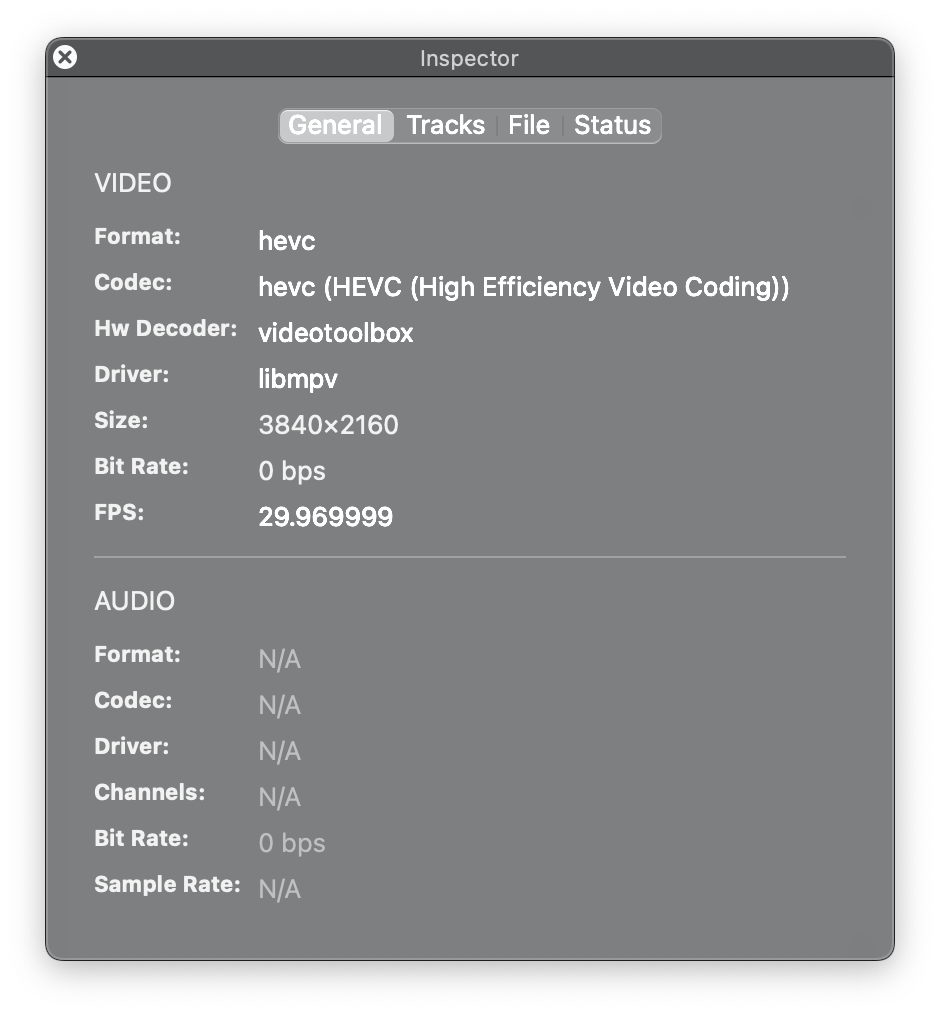 Inspector
General Tracks File Status
VIDEO
Format: hevc
Codec: hevc (HEVC (High Efficiency Video Coding))
Hw Decoder: videotoolbox
Driver: libmpv
Size: 3840×2160
Bit Rate: 0 bps
FPS: 29.969999
AUDIO
Format: N/A
Codec: N/A
Driver: N/A
Channels: N/A
Bit Rate: 0 bps
Sample Rate: N/A